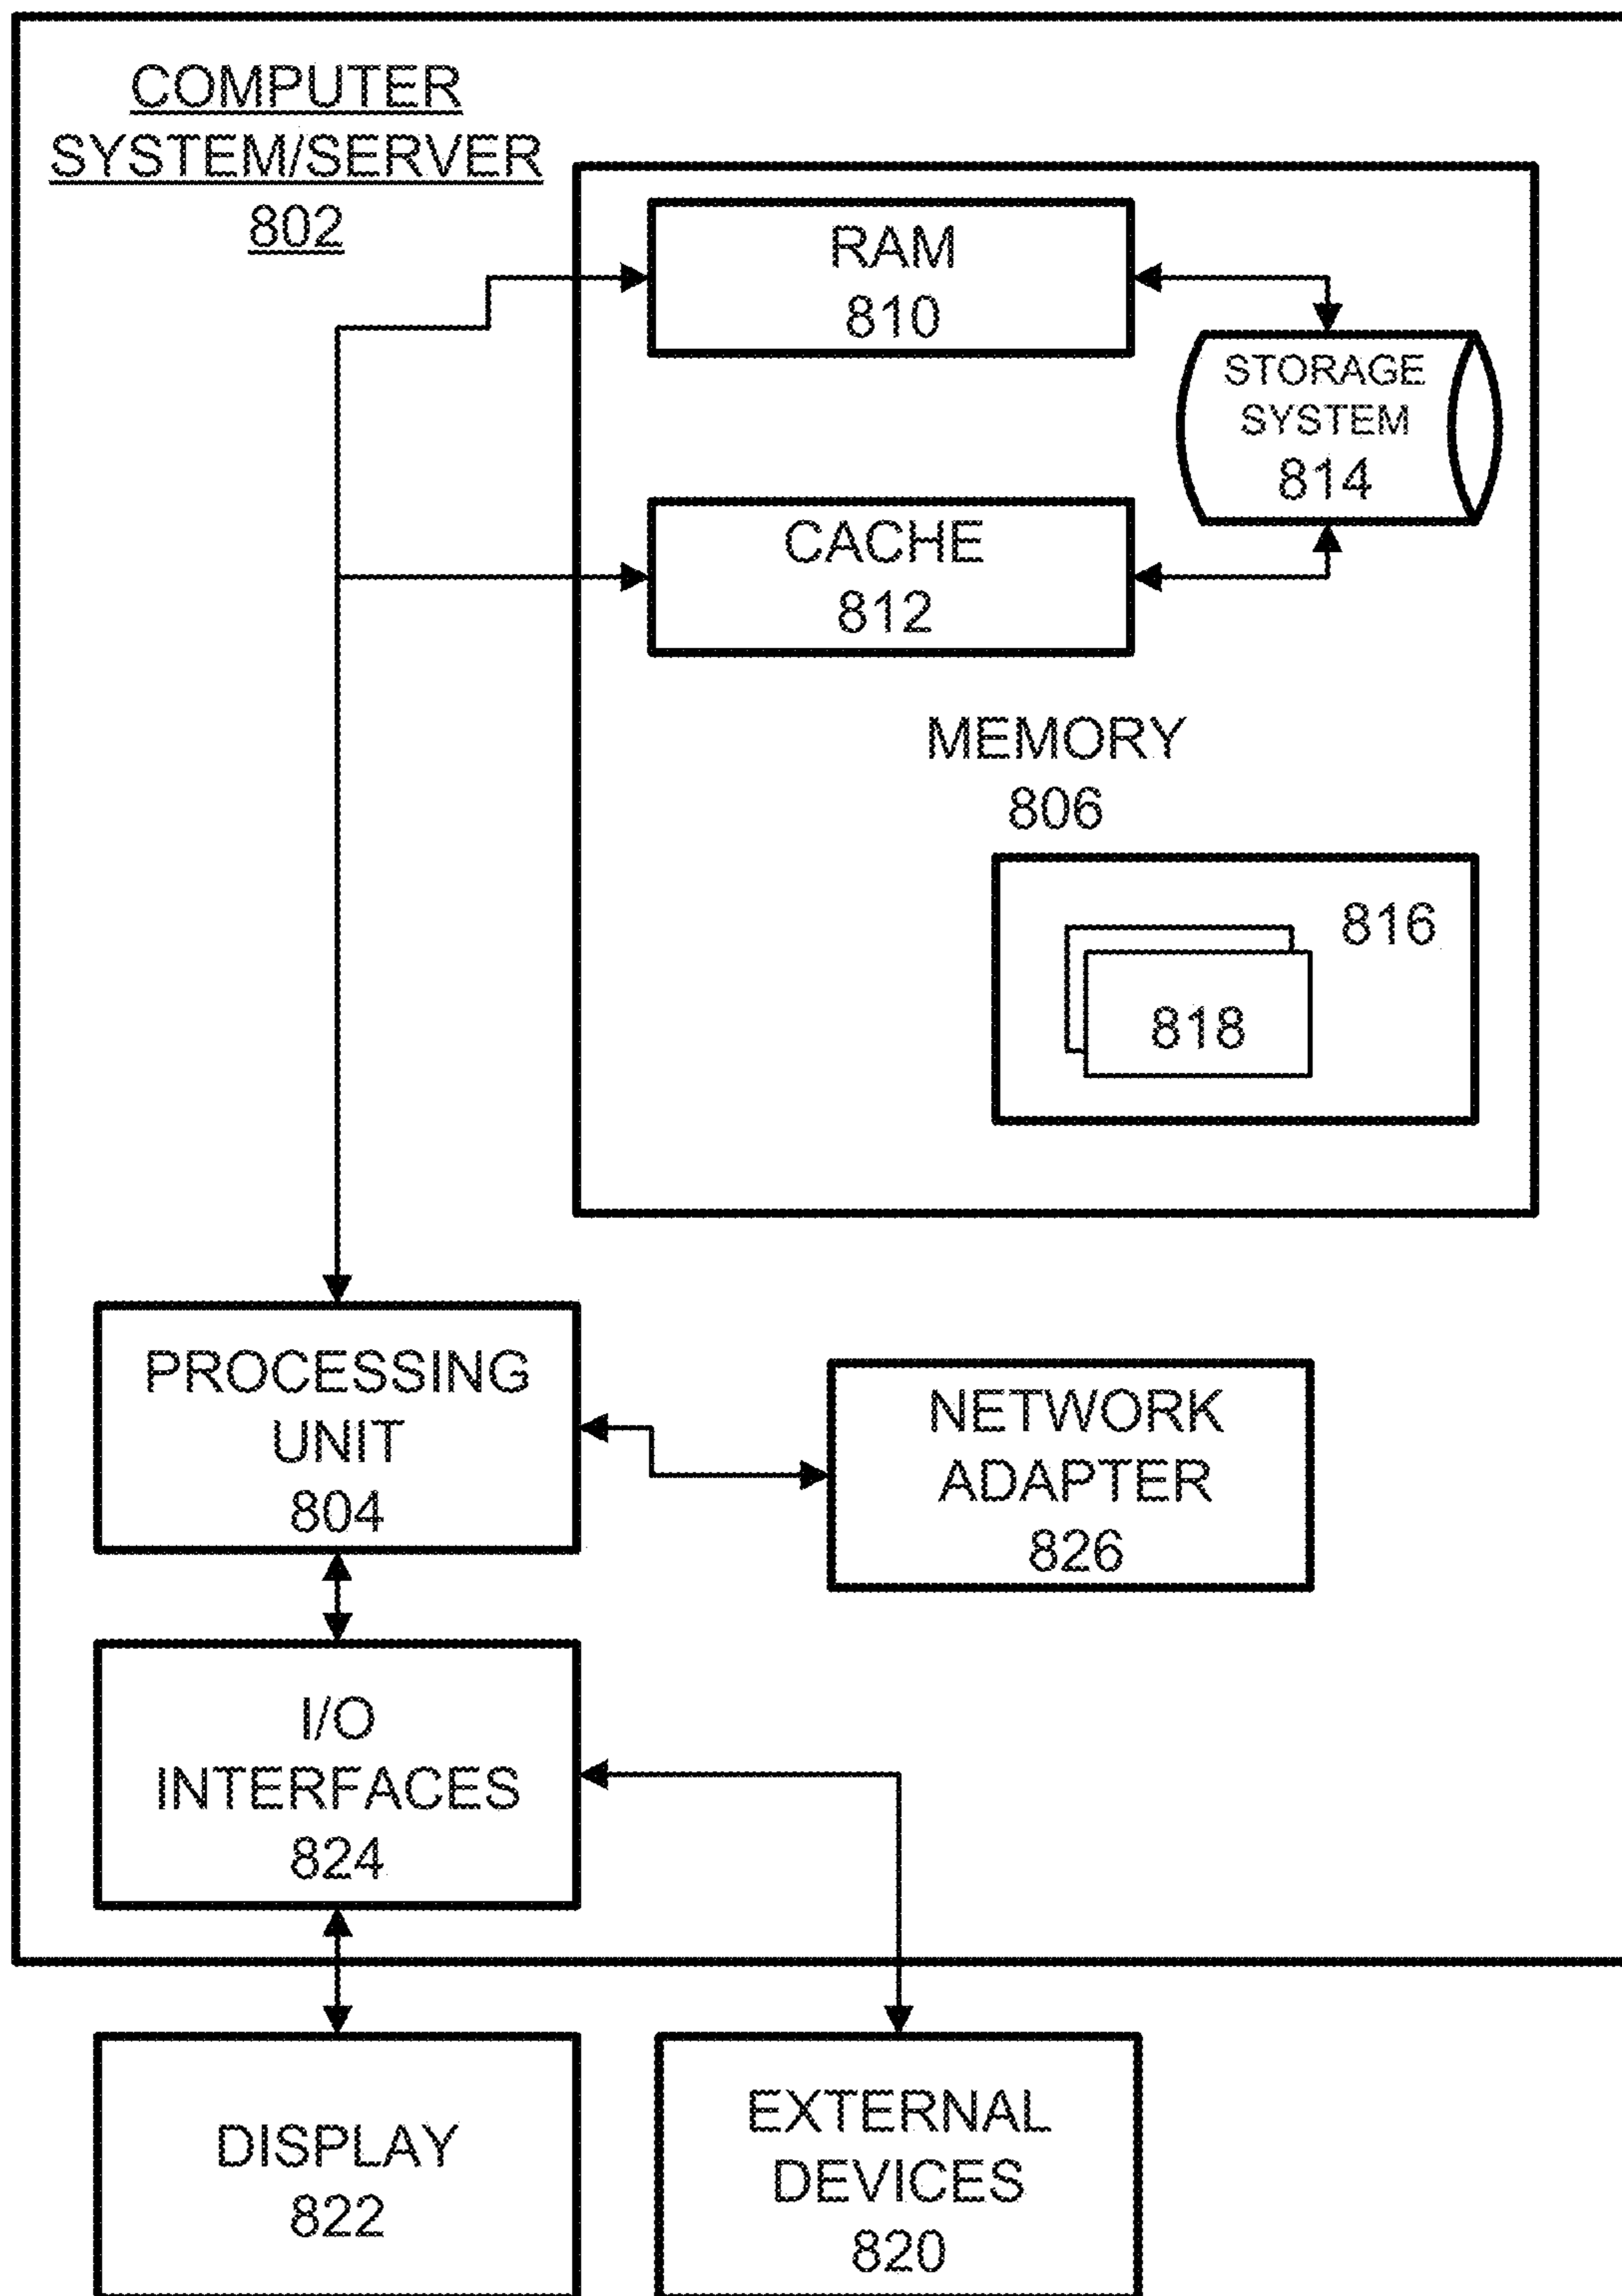 COMPUTER
SYSTEM/SERVER
802
RAM
810
STORAGE
SYSTEM
814
CACHE
812
MEMORY
806
816
818
PROCESSING
UNIT
804
NETWORK
ADAPTER
826
I/O
INTERFACES
824
DISPLAY
822
EXTERNAL
DEVICES
820